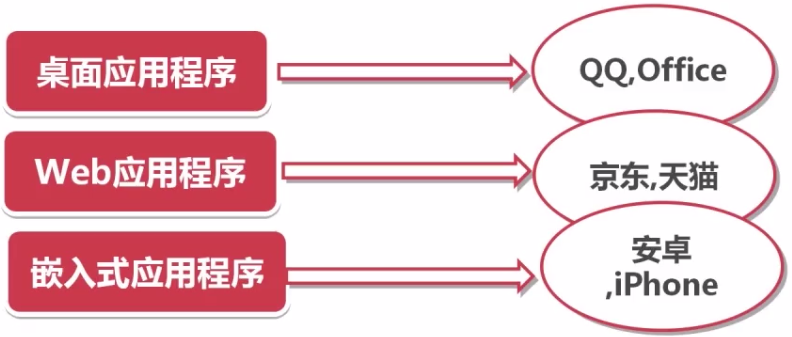 桌面应用程序
QQ,Office
Web应用程序
京东,天猫
嵌入式应用程序
安卓
,iPhone